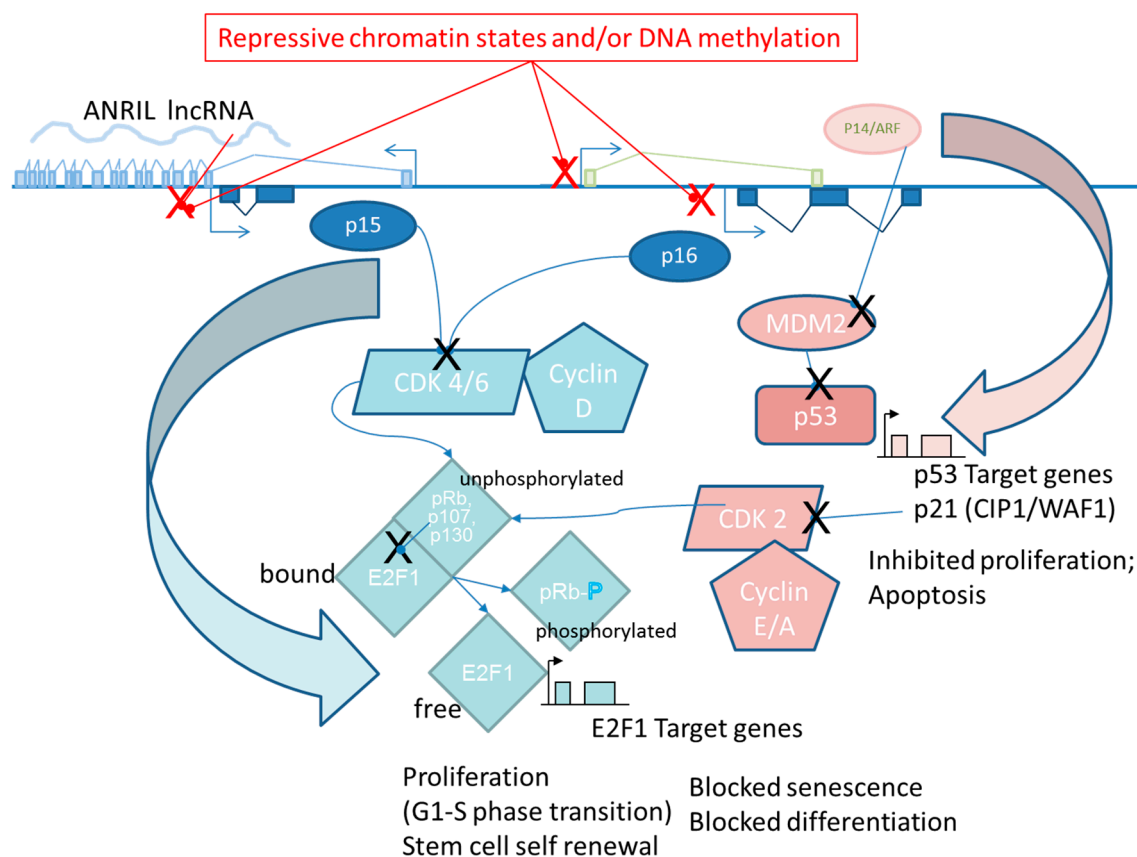 Repressive chromatin states and/or DNA methylation
ANRIL lncRNA
P14/ARF
p15
p16
MDM2
CDK 4/6
Cyclin
D
p53
unphosphorylated
pRb,
p107,
p130
p53 Target genes
p21 (CIP1/WAF1)
CDK 2
bound
E2F1
Inhibited proliferation;
Apoptosis
pRb-P
Cyclin
E/A
phosphorylated
E2F1
free
E2F1 Target genes
Proliferation
(G1-S phase transition)
Stem cell self renewal
Blocked senescence
Blocked differentiation